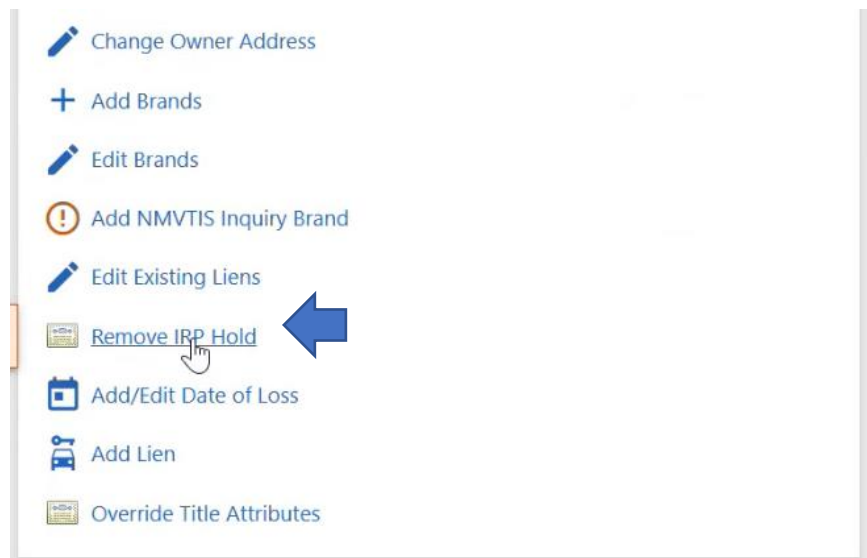 Change Owner Address
Add Brands
Edit Brands
Add NMVTIS Inquiry Brand
Edit Existing Liens
Remove IRP Hold
Add/Edit Date of Loss
Add Lien
Override Title Attributes